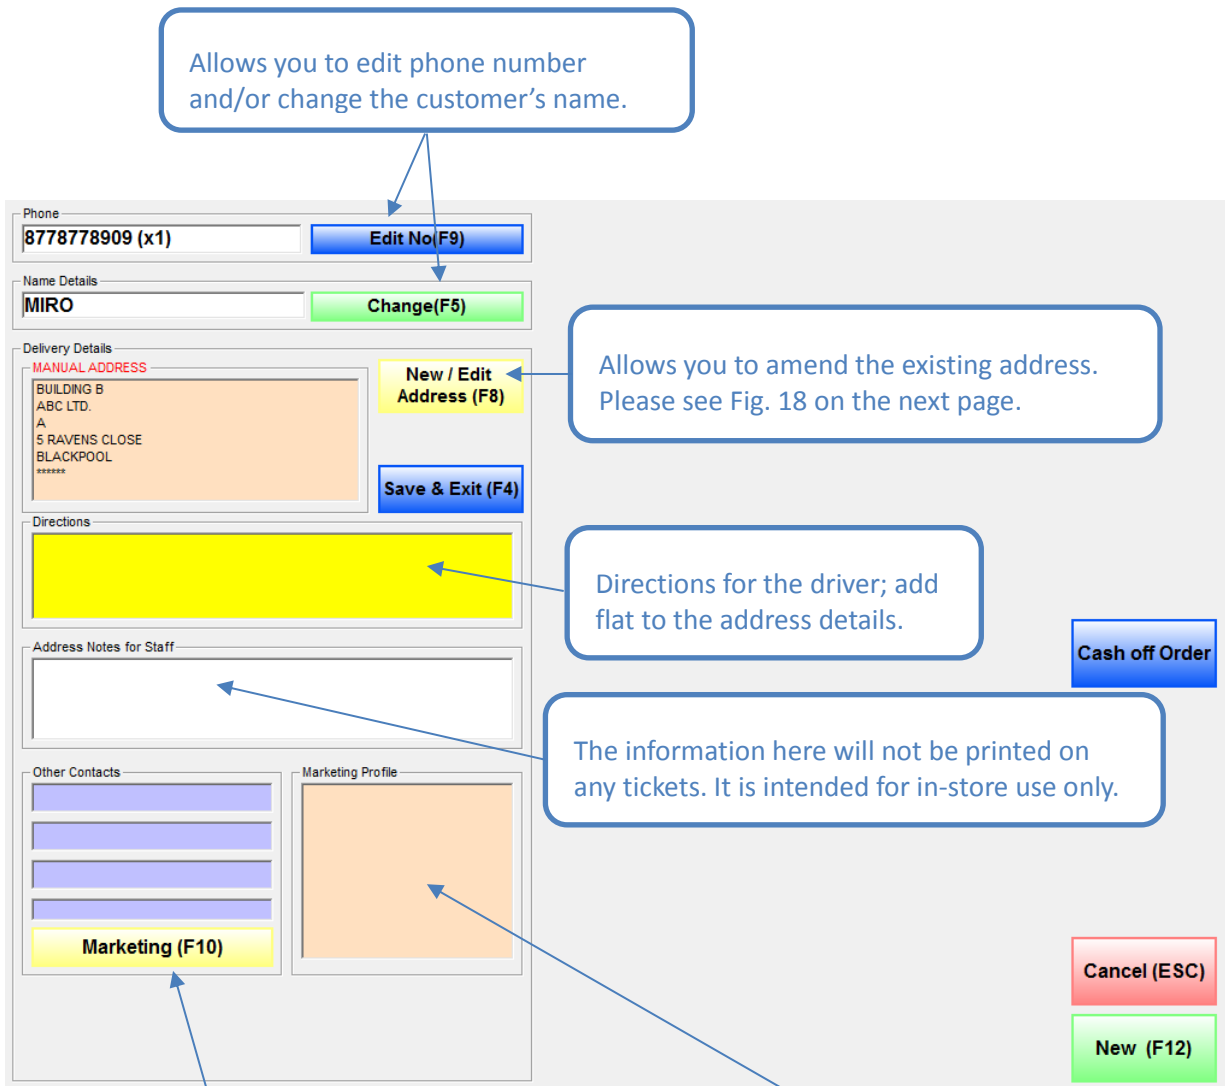 Allows you to edit phone number
and/or change the customer’s name.
Phone
8778778909 (x1)
Edit No(F9)
Name Details
MIRO
Change(F5)
Delivery Details
MANUAL ADDRESS
BUILDING B
ABC LTD.
A
5 RAVENS CLOSE
BLACKPOOL
******
New / Edit
Address (F8)
Allows you to amend the existing address.
Please see Fig. 18 on the next page.
Save & Exit (F4)
Directions
Directions for the driver; add
flat to the address details.
Address Notes for Staff
Cash off Order
The information here will not be printed on
any tickets. It is intended for in-store use only.
Other Contacts
Marketing Profile
Marketing (F10)
Cancel (ESC)
New (F12)